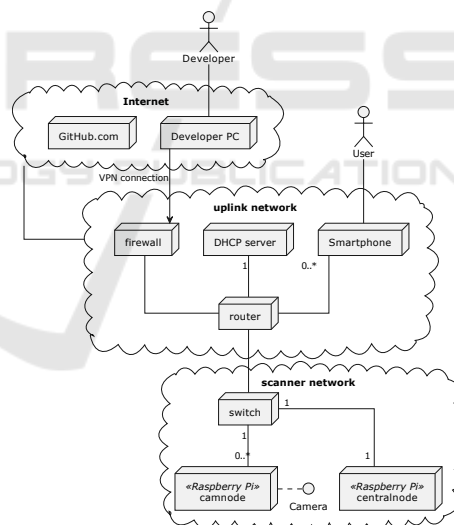 Developer
Internet
GitHub.com
Developer PC
User
VPN connection
uplink network
firewall
DHCP server
Smartphone
1
0..*
router
scanner network
switch
1
1
0..*
1
«Raspberry Pi»
camnode
Camera
«Raspberry Pi»
centralnode